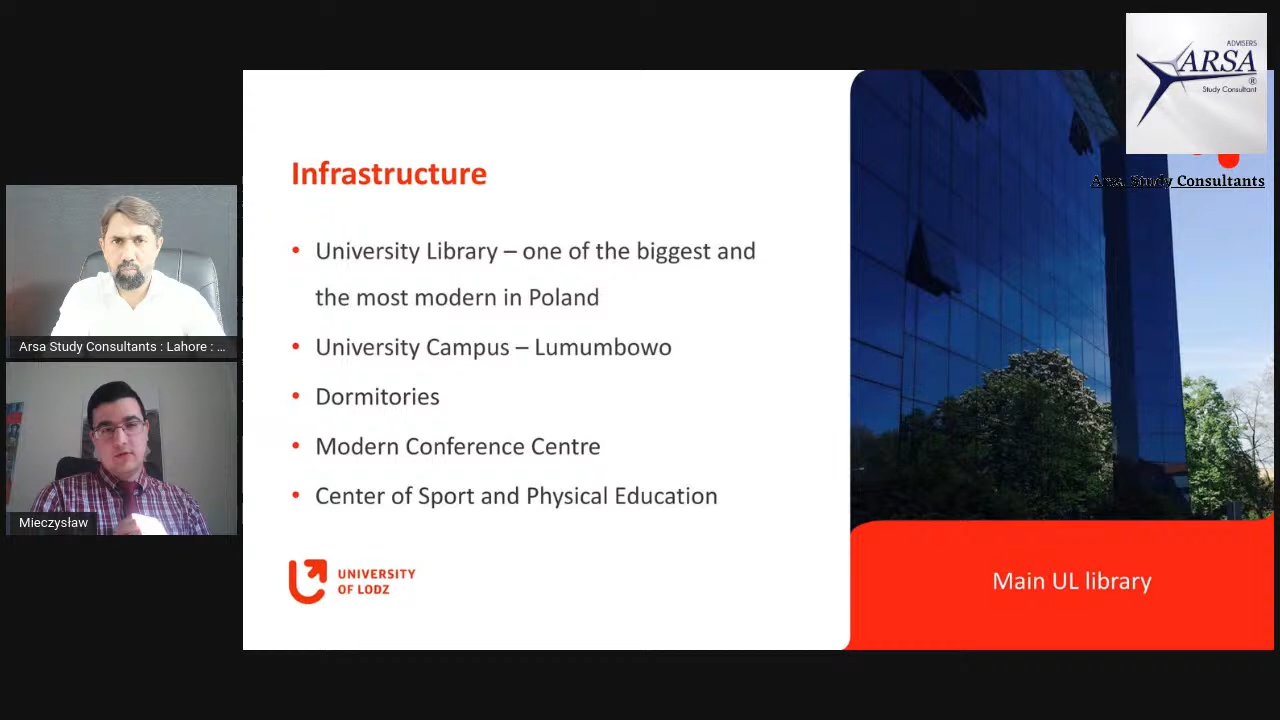 ADVISERS
ARSA
®
Study Consultant
Arsa Study Consultants
Infrastructure
• University Library – one of the biggest and
the most modern in Poland
• University Campus – Lumumbowo
• Dormitories
• Modern Conference Centre
• Center of Sport and Physical Education
UNIVERSITY
OF LODZ
Main UL library
Arsa Study Consultants : Lahore : ...
Mieczysław